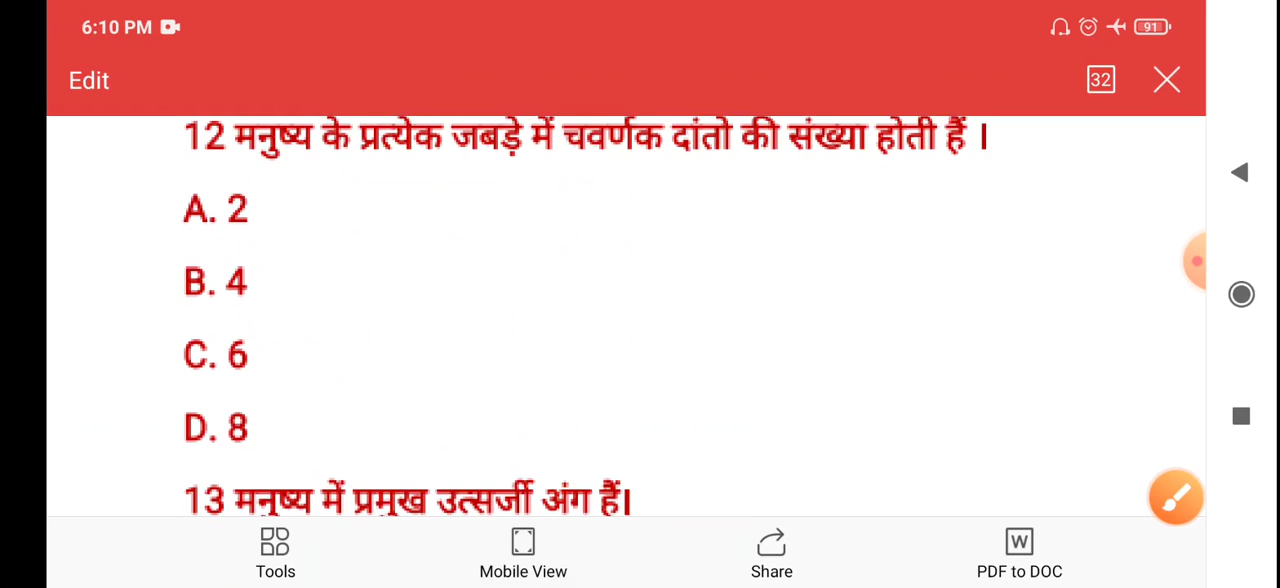 6:10 PM
91
Edit
32
12 मनुष्य के प्रत्येक जबड़े में चवर्णक दांतो की संख्या होती हैं ।
A. 2
B. 4
C. 6
D. 8
13 मनुष्य में प्रमुख उत्सर्जी अंग हैं।
W
Tools
Mobile View
Share
PDF to DOC